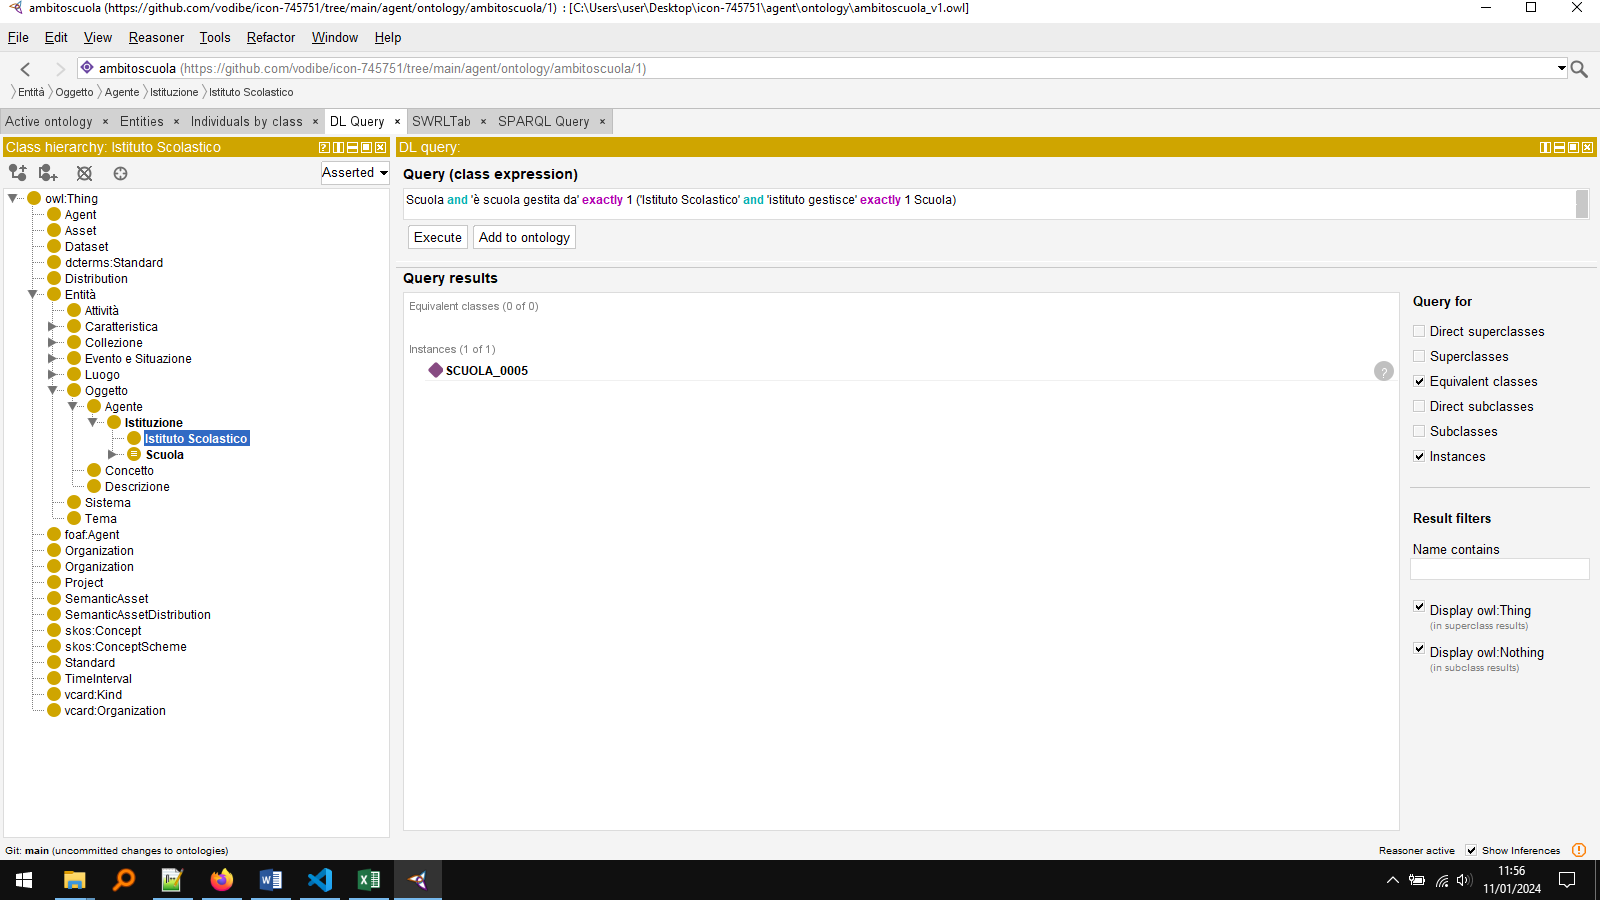 ambitoscuola (https://github.com/vodibe/icon-745751/tree/main/agent/ontology/ambitoscuola/1)  : [C:\Users\user\Desktop\icon-745751\agent\ontology\ambitoscuola_v1.owl]
File Edit View Reasoner Tools Refactor Window Help
ambitoscuola (https://github.com/vodibe/icon-745751/tree/main/agent/ontology/ambitoscuola/1)
Entità Oggetto Agente Istituzione Istituto Scolastico
Active ontology × Entities × Individuals by class × DL Query × SWRLTab × SPARQL Query ×
Class hierarchy: Istituto Scolastico
Asserted
owl:Thing
Agent
Asset
Dataset
dcterms:Standard
Distribution
Entità
Attività
Caratteristica
Collezione
Evento e Situazione
Luogo
Oggetto
Agente
Istituzione
Istituto Scolastico
Scuola
Concetto
Descrizione
Sistema
Tema
foaf:Agent
Organization
Organization
Project
SemanticAsset
SemanticAssetDistribution
skos:Concept
skos:ConceptScheme
Standard
TimeInterval
vcard:Kind
vcard:Organization
DL query:
Query (class expression)
Scuola and 'è scuola gestita da' exactly 1 ('Istituto Scolastico' and 'istituto gestisce' exactly 1 Scuola)
Execute Add to ontology
Query results
Equivalent classes (0 of 0)
Instances (1 of 1)
SCUOLA_0005 ?
Query for
Direct superclasses
Superclasses
Equivalent classes
Direct subclasses
Subclasses
Instances
Result filters
Name contains
Display owl:Thing
(in superclass results)
Display owl:Nothing
(in subclass results)
Git: main (uncommitted changes to ontologies)
Reasoner active Show Inferences
11:56
11/01/2024